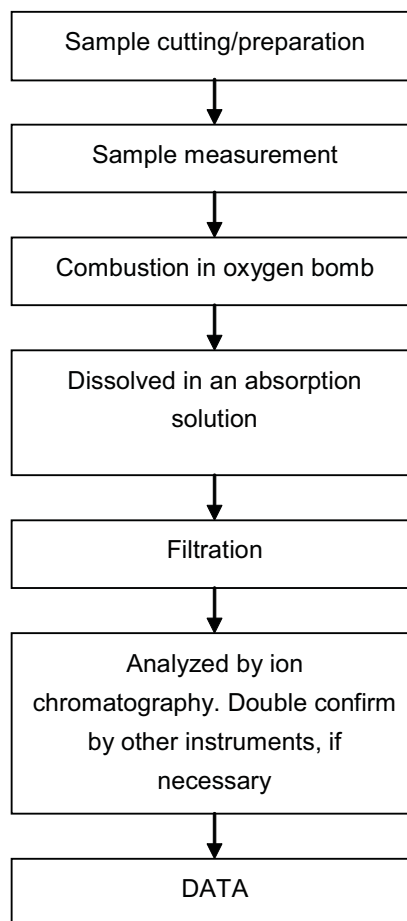 Sample cutting/preparation
Sample measurement
Combustion in oxygen bomb
Dissolved in an absorption
solution
Filtration
Analyzed by ion
chromatography. Double confirm
by other instruments, if
necessary
DATA